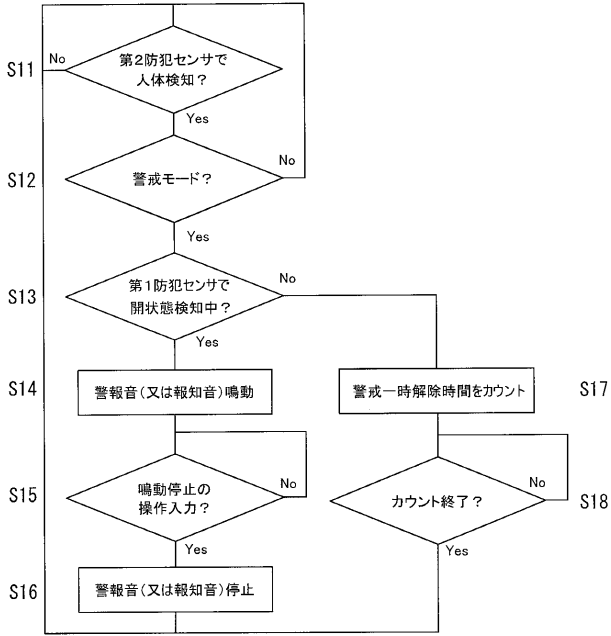 S11
No
第2防犯センサで
人体検知？
Yes
S12
警戒モード？
No
Yes
S13
第1防犯センサで
開状態検知中？
No
Yes
S14
警報音（又は報知音）鳴動
警戒一時解除時間をカウント
S17
S15
鳴動停止の
操作入力？
No
Yes
カウント終了？
No
S18
Yes
S16
警報音（又は報知音）停止